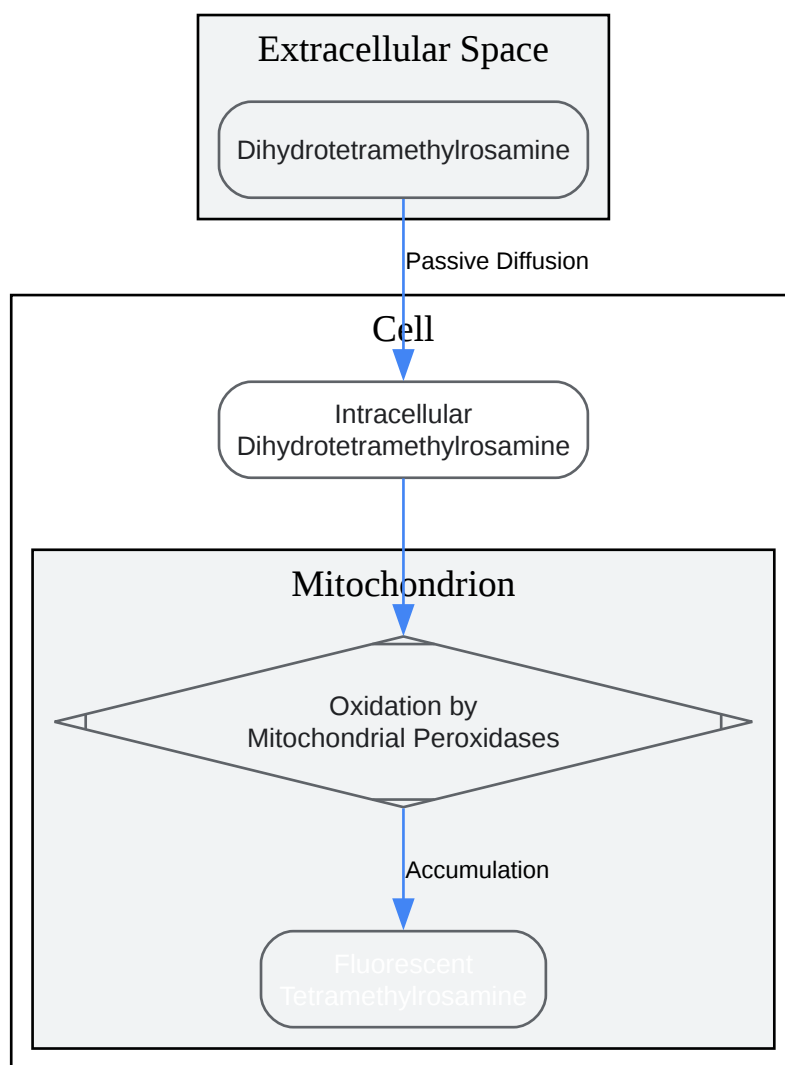 Extracellular Space
Dihydrotetramethylrosamine
Passive Diffusion
Cell
Intracellular
Dihydrotetramethylrosamine
Mitochondrion
Oxidation by
Mitochondrial Peroxidases
Accumulation
Fluorescent
Tetramethylrosamine